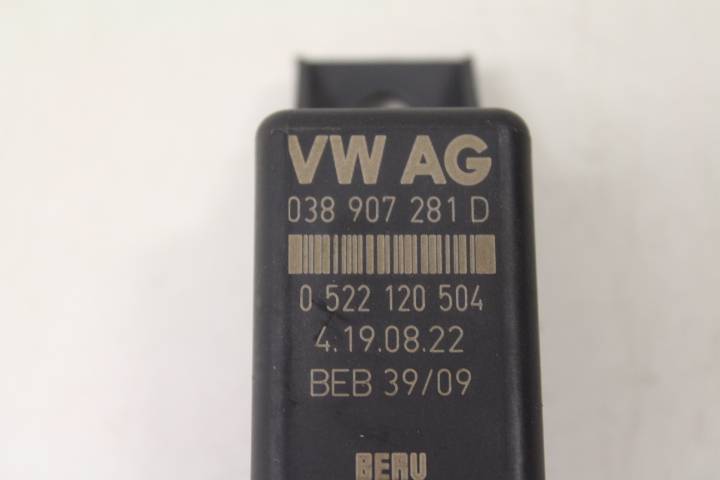 VW AG
038 907 281 D
0 522 120 504
4.19.08.22
BEB 39/09
BERU